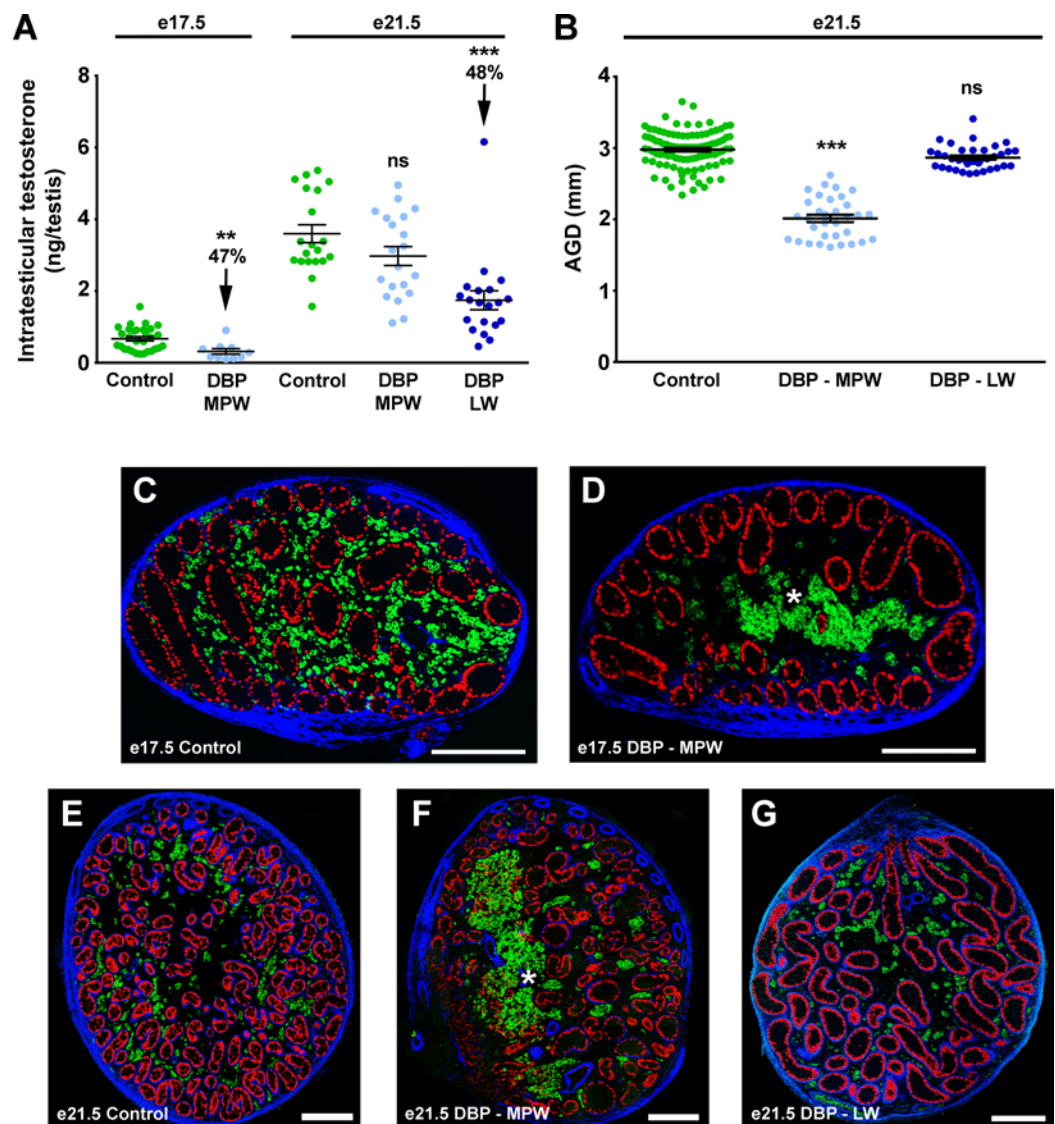 A
e17.5
e21.5
Intratesticular testosterone
(ng/testis)
8
6
4
2
0
**
47%
ns
***
48%
Control
DBP
MPW
Control
DBP
MPW
DBP
LW
B
e21.5
AGD (mm)
4
3
2
1
0
***
ns
Control
DBP - MPW
DBP - LW
C
e17.5 Control
D
*
e17.5 DBP - MPW
E
e21.5 Control
F
*
e21.5 DBP - MPW
G
e21.5 DBP - LW